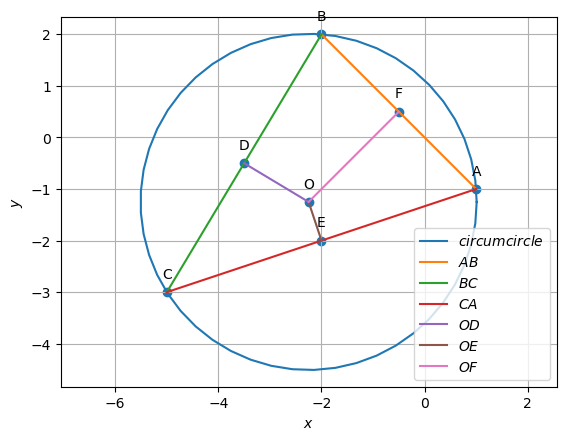 B
2
F
1
D
0
y
O
A
−1
E
−2
C
−3
−4
circumcircle
AB
BC
CA
OD
OE
OF
−6 −4 −2 0 2
x